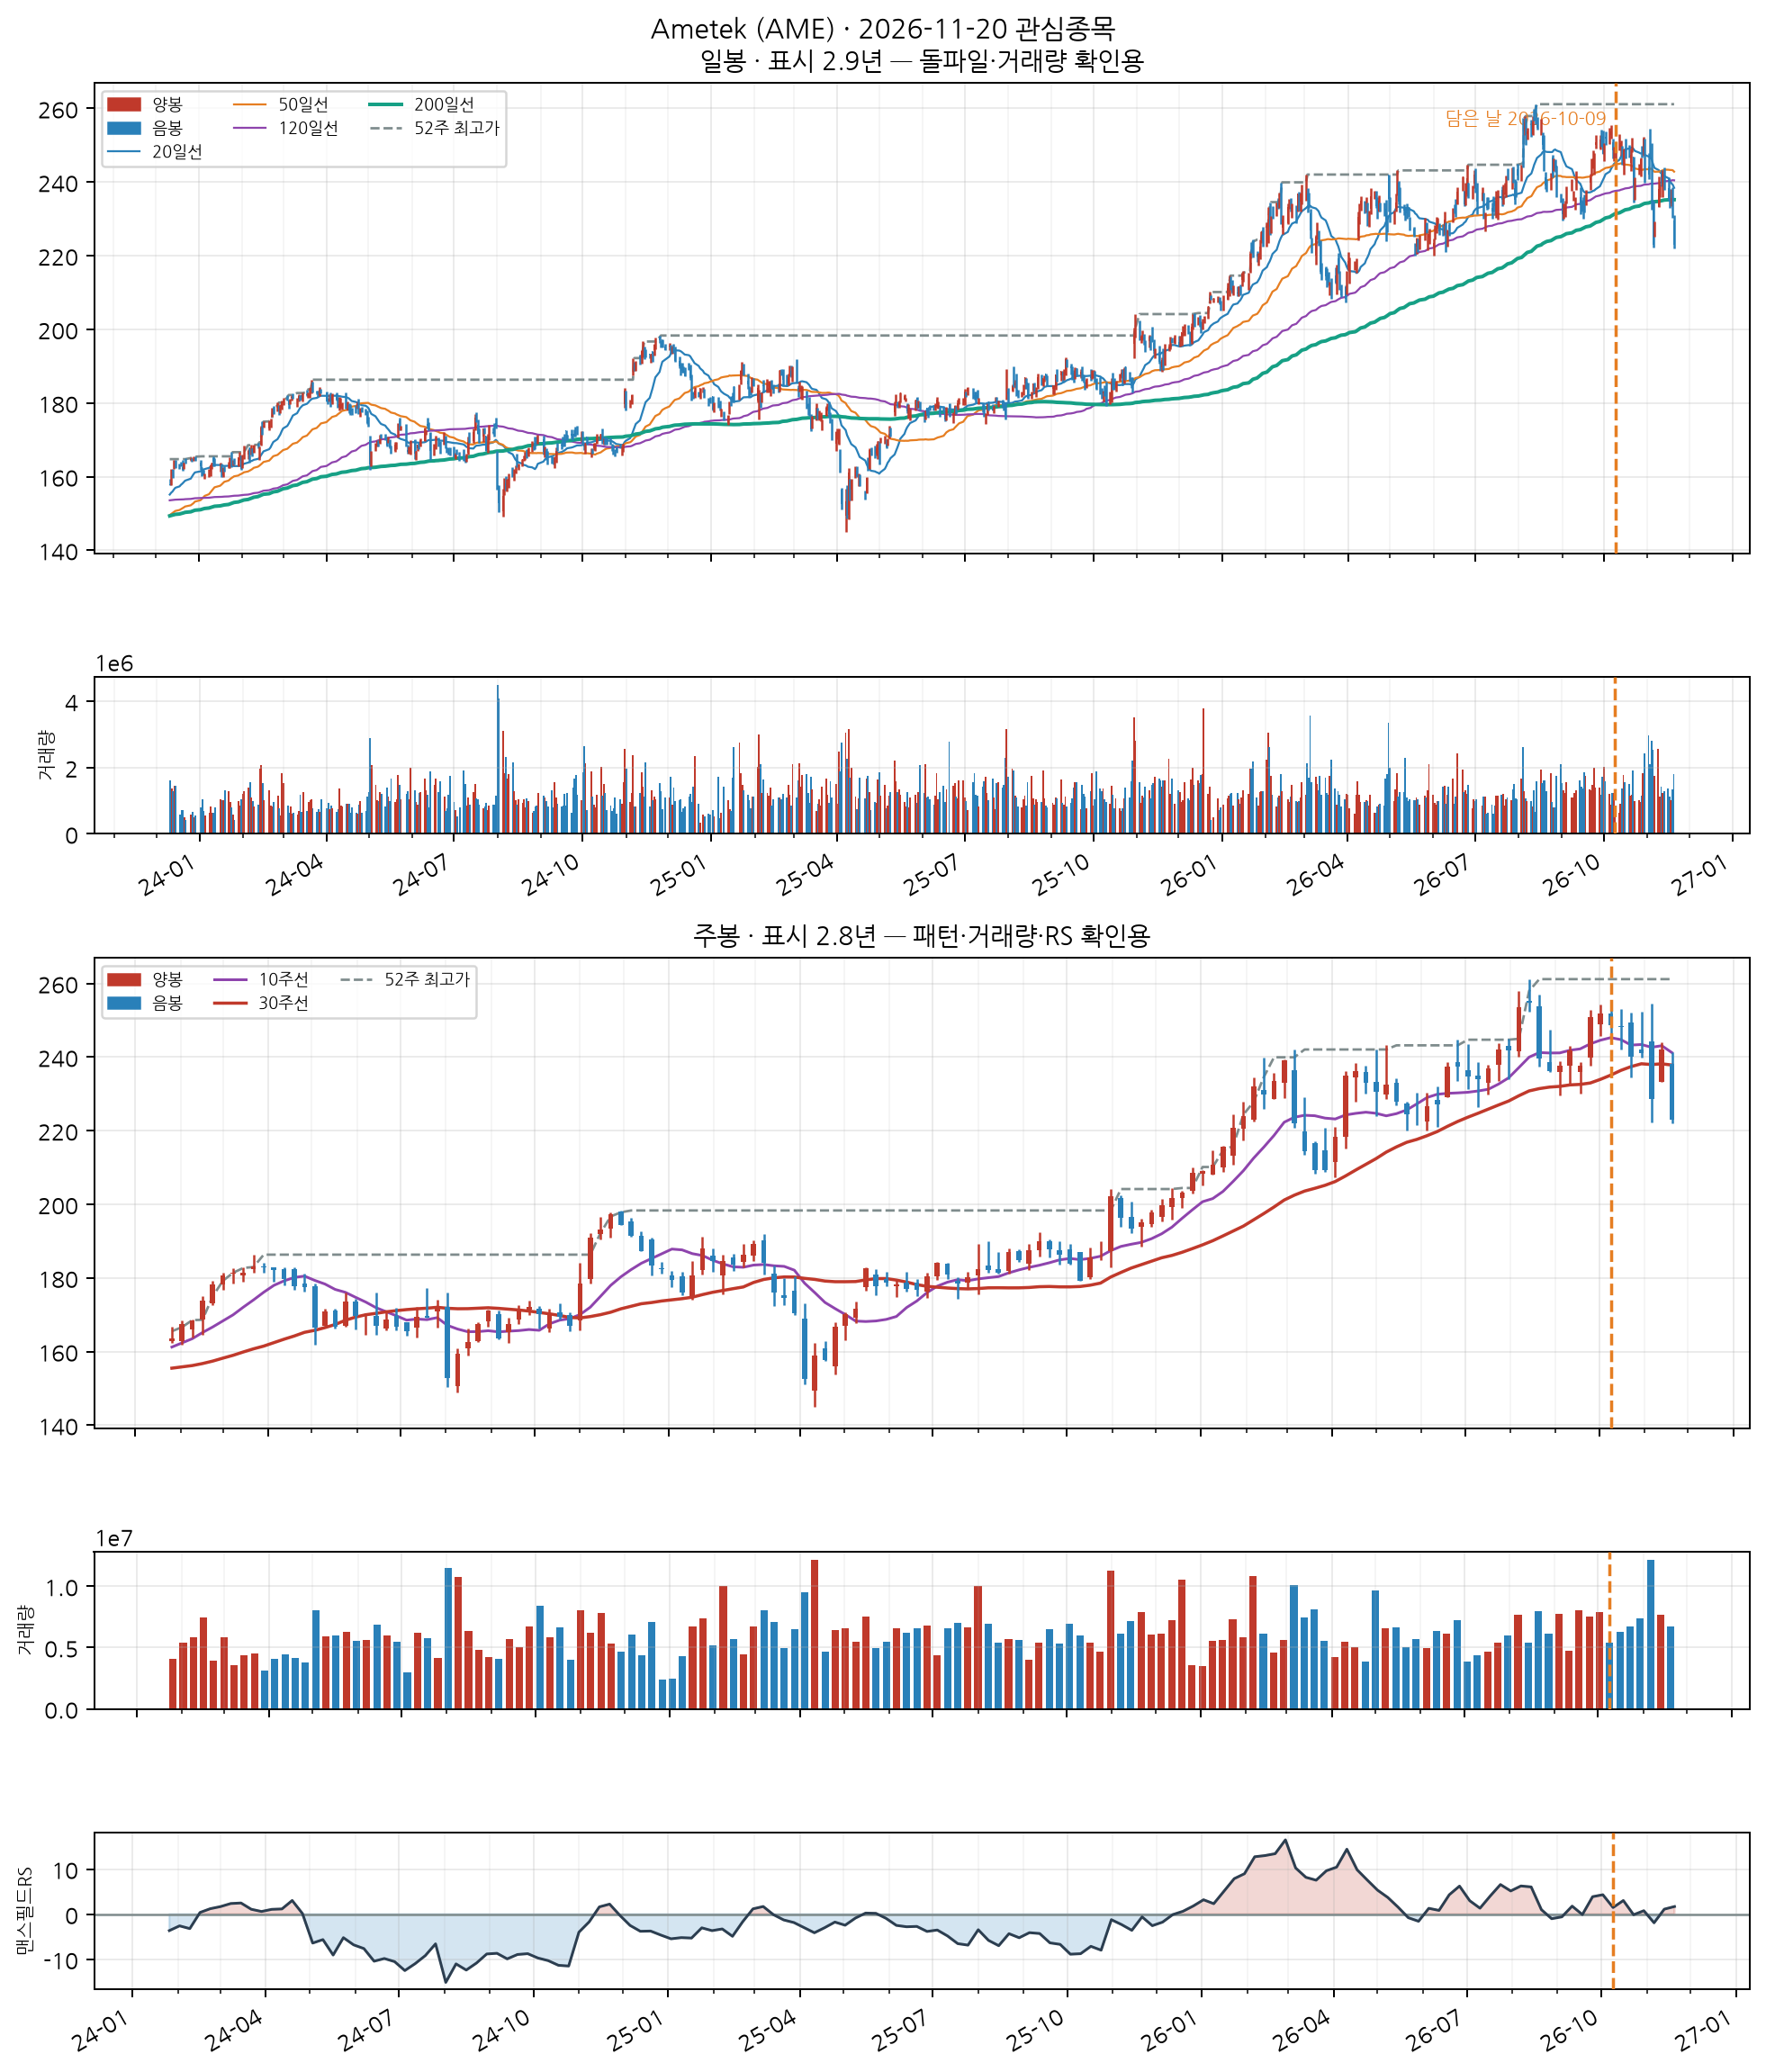 Ametek (AME) · 2026-11-20 관심종목
일봉 · 표시 2.9년 — 돌파일·거래량 확인용
양봉 50일선 200일선
음봉 120일선 52주 최고가
20일선
담은 날 2026-10-09
260
240
220
200
180
160
140
1e6
거래량
4
2
0
24-01 24-04 24-07 24-10 25-01 25-04 25-07 25-10 26-01 26-04 26-07 26-10 27-01
주봉 · 표시 2.8년 — 패턴·거래량·RS 확인용
양봉 10주선 52주 최고가
음봉 30주선
260
240
220
200
180
160
140
1e7
거래량
1.0
0.5
0.0
맨스필드RS
10
0
-10
24-01 24-04 24-07 24-10 25-01 25-04 25-07 25-10 26-01 26-04 26-07 26-10 27-01